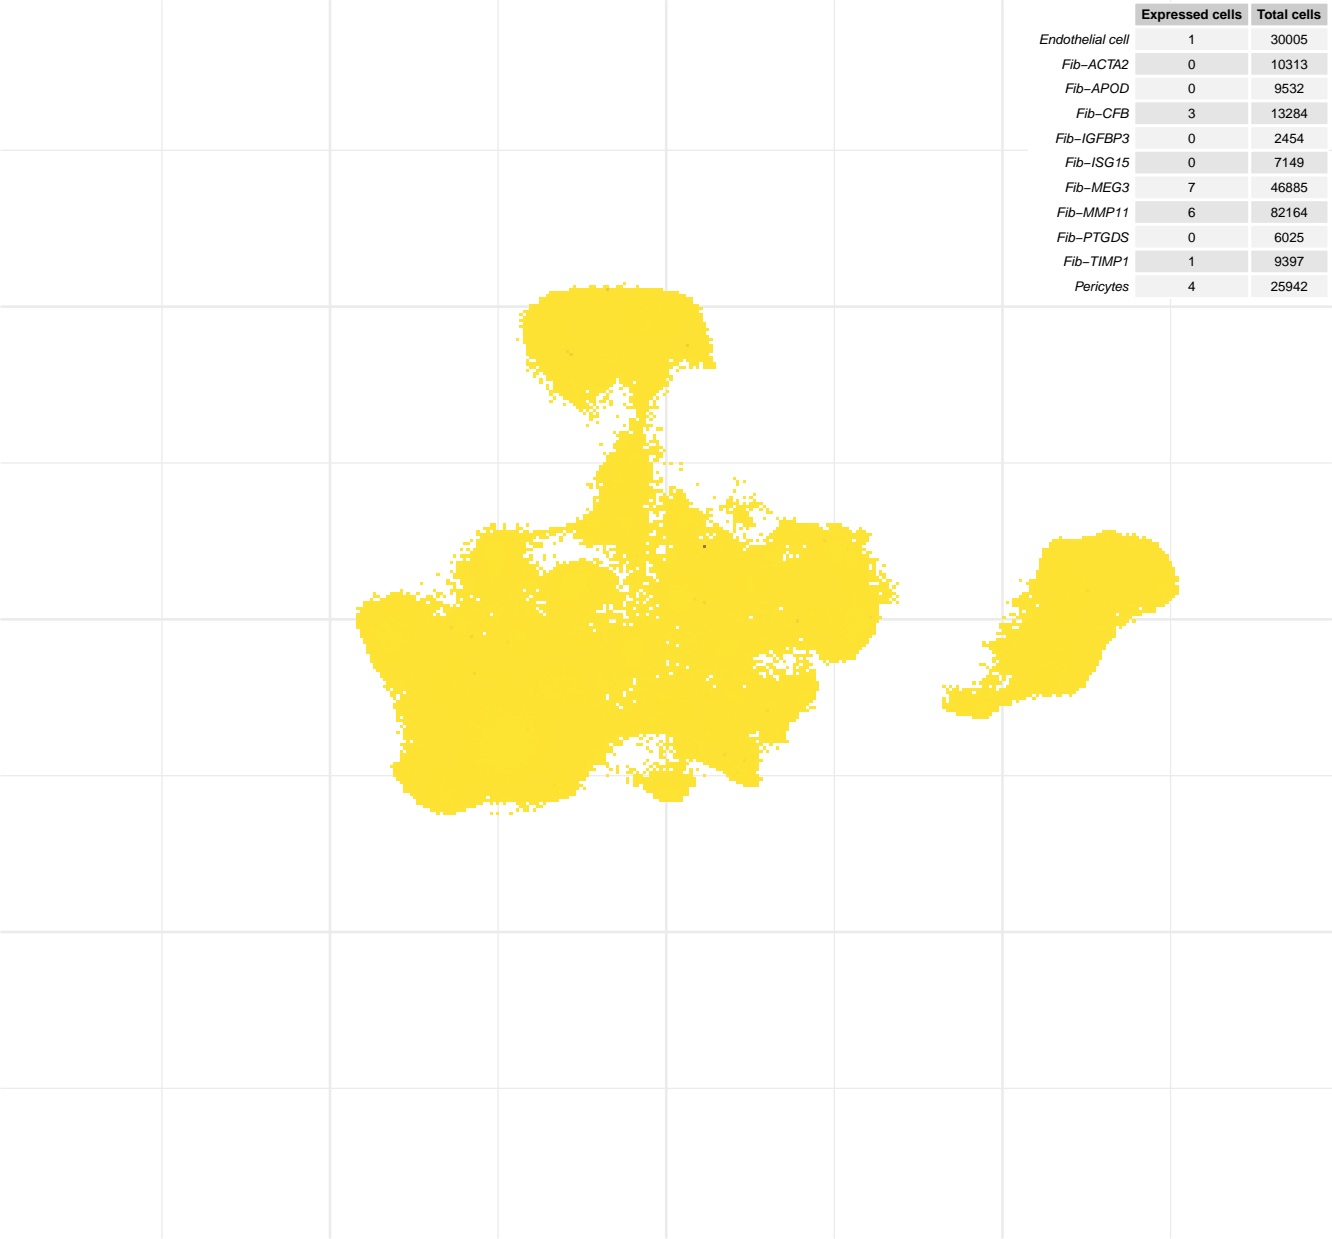 Expressed cells Total cells
Endothelial cell 1 30005
Fib−ACTA2 0 10313
Fib−APOD 0 9532
Fib−CFB 3 13284
Fib−IGFBP3 0 2454
Fib−ISG15 0 7149
Fib−MEG3 7 46885
Fib−MMP11 6 82164
Fib−PTGDS 0 6025
Fib−TIMP1 1 9397
Pericytes 4 25942